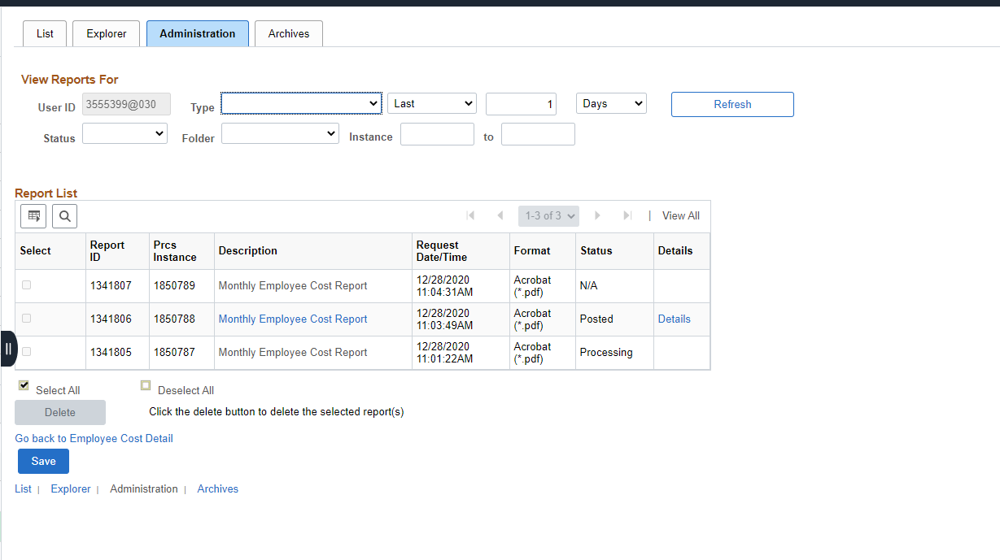 List Explorer Administration Archives
View Reports For
User ID 3555399@030 Type Last 1 Days Refresh
Status Folder Instance to
Report List
1-3 of 3 | View All
Select Report ID Prcs Instance Description Request Date/Time Format Status Details
1341807 1850789 Monthly Employee Cost Report 12/28/2020 11:04:31AM Acrobat (*.pdf) N/A
1341806 1850788 Monthly Employee Cost Report 12/28/2020 11:03:49AM Acrobat (*.pdf) Posted Details
1341805 1850787 Monthly Employee Cost Report 12/28/2020 11:01:22AM Acrobat (*.pdf) Processing
Select All Deselect All
Delete Click the delete button to delete the selected report(s)
Go back to Employee Cost Detail
Save
List | Explorer | Administration | Archives